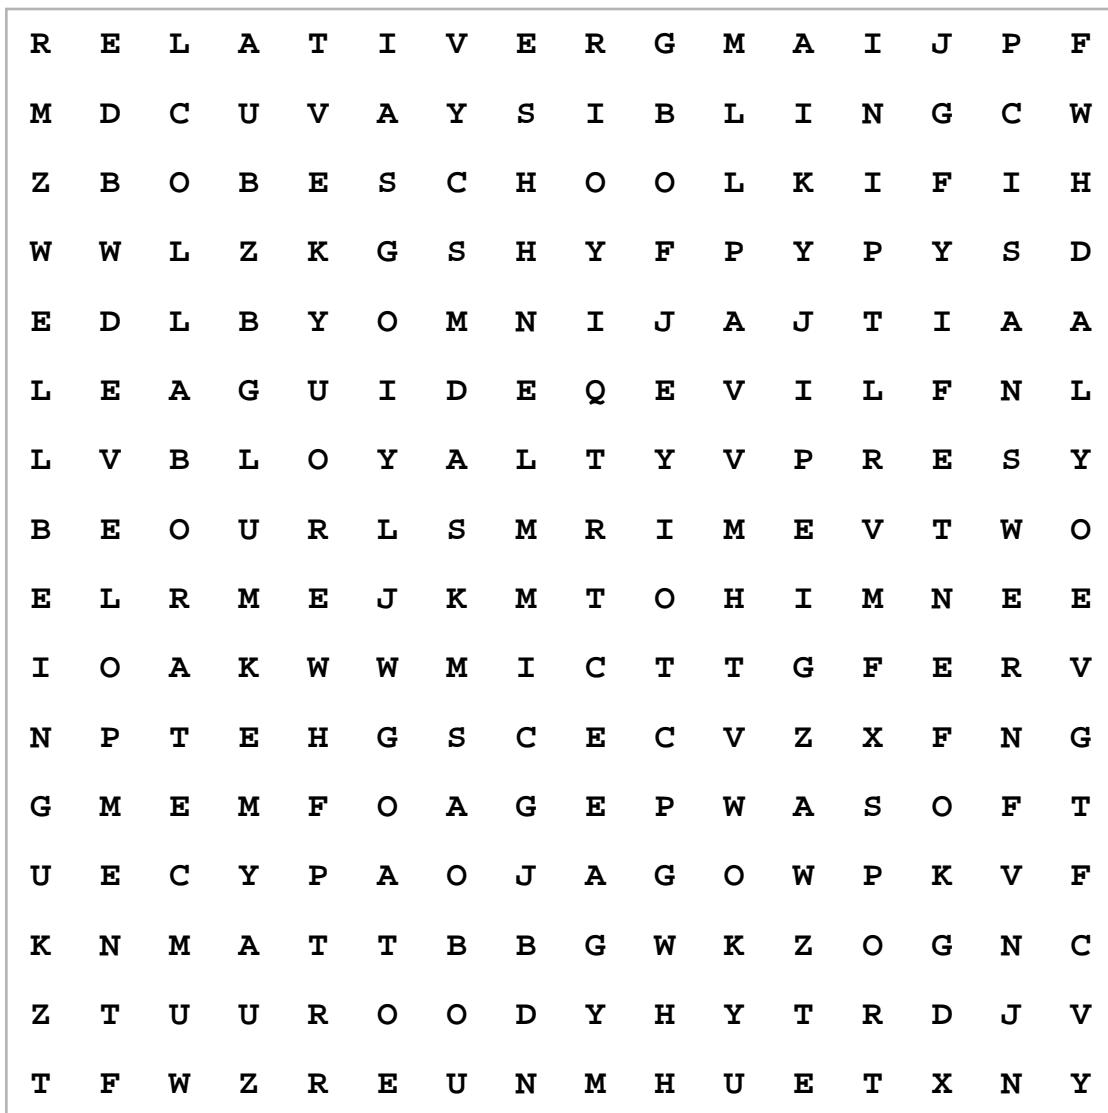 R E L A T I V E R G M A I J P F
M D C U V A Y S I B L I N G C W
Z B O B E S C H O O L K I F I H
W W L Z K G S H Y F P Y P Y S D
E D L B Y O M N I J A J T I A A
L E A G U I D E Q E V I L F N L
L V B L O Y A L T Y V P R E S Y
B E O U R L S M R I M E V T W O
E L R M E J K M T O H I M N E E
I O A K W W M I C T T G F E R V
N P T E H G S C E C V Z X F N G
G M E M F O A G E P W A S O F T
U E C Y P A O J A G O W P K V F
K N M A T T B B G W K Z O G N C
Z T U U R O O D Y H Y T R D J V
T F W Z R E U N M H U E T X N Y